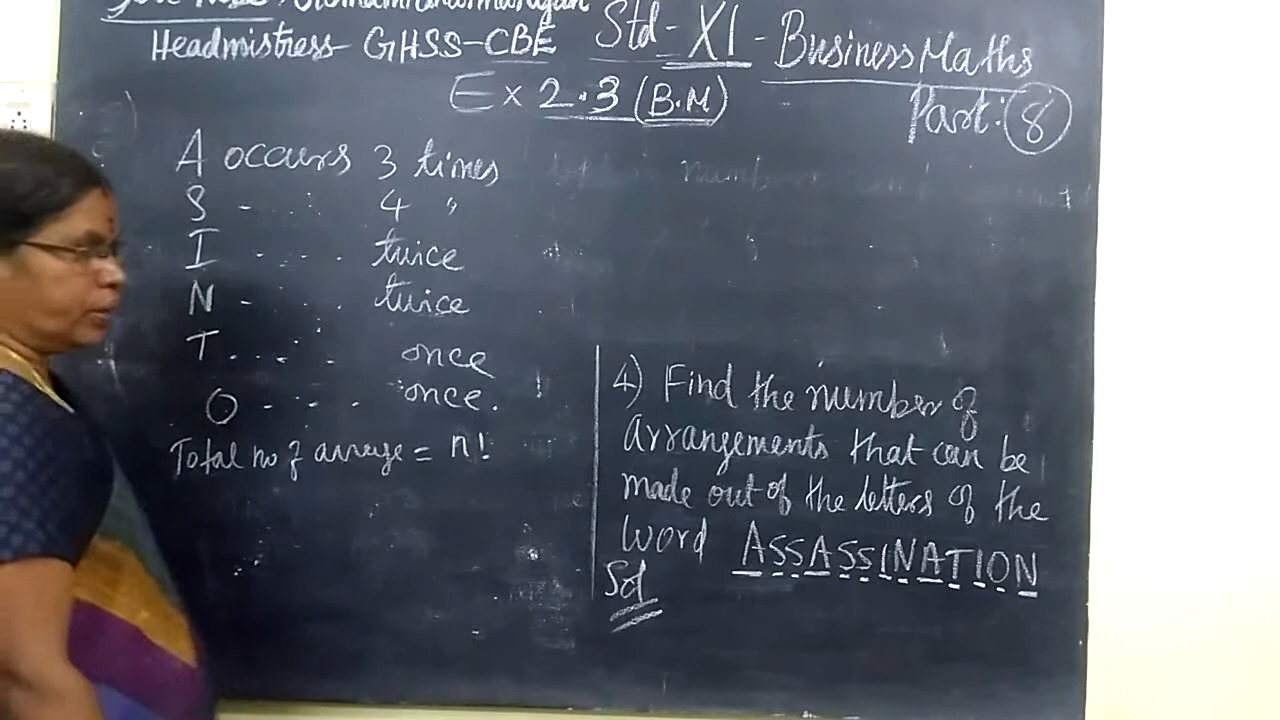 Headmistress - GHSS-CBE Std - XI - Business Maths
Ex 2.3 (B.M)
Part: 8
A occurs 3 times
S - . . . 4 "
I . . . . twice
N - . . . twice
T . . . . once
O - - - . once.
Total no of arrange = n!
4) Find the number of
arrangements that can be
made out of the letters of the
word ASSASSINATION
Sol